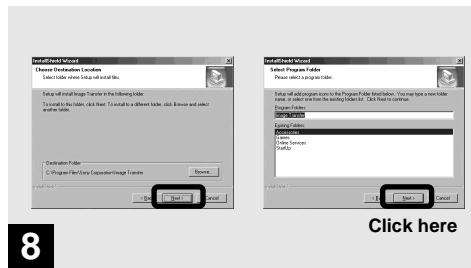 InstallShield Wizard
Choose Destination Location
Select folder where Setup will install files.
Setup will install Image Transfer in the following folder.
To install to this folder, click Next. To install to a different folder, click Browse and select
another folder.
Destination Folder
C:\Program Files\Sony Corporation\Image Transfer
Browse...
InstallShield
Next >
Cancel
InstallShield Wizard
Select Program Folder
Please select a program folder.
Setup will add program icons to the Program Folder listed below. You may type a new folder
name, or select one from the existing folders list. Click Next to continue.
Program Folders:
Image Transfer
Existing Folders:
Accessories
Games
Online Services
StartUp
InstallShield
Next >
Cancel
Click here
8